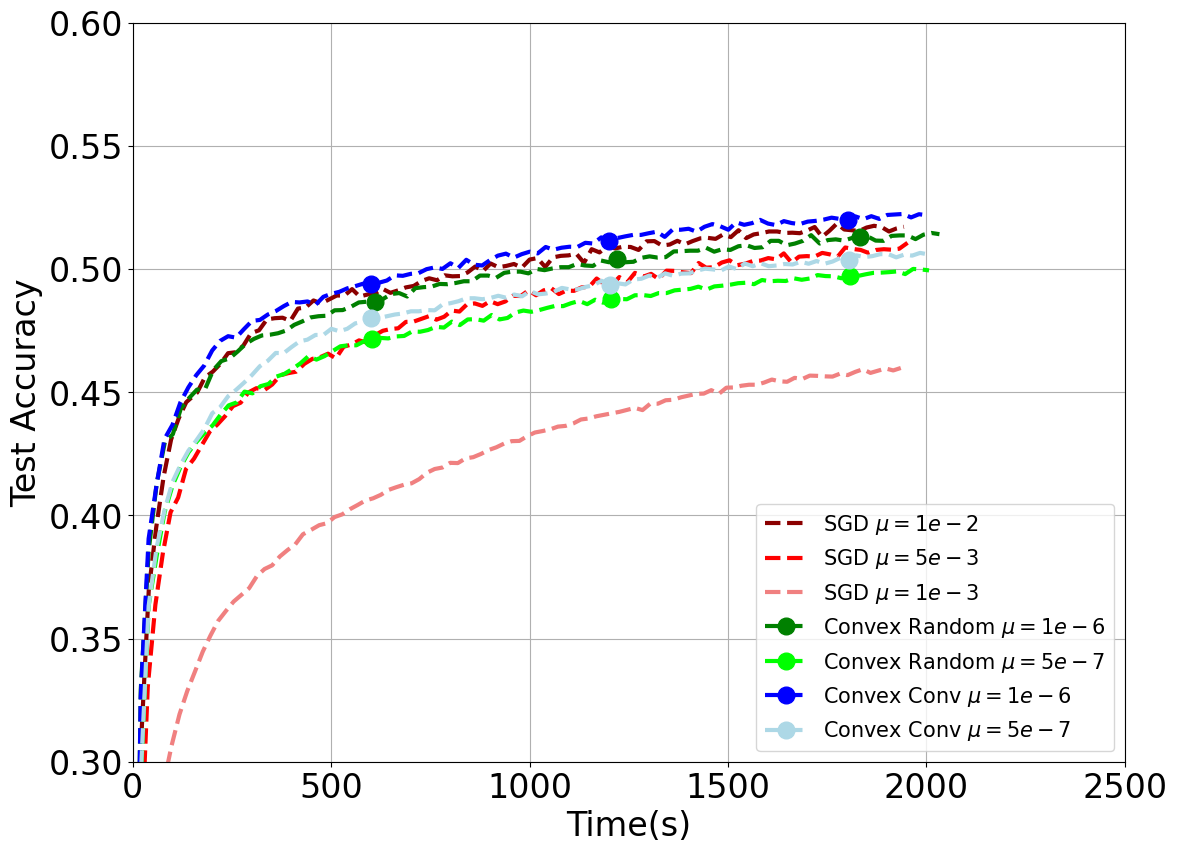 0.60
0.55
0.50
0.45
0.40
0.35
0.30
Test Accuracy
SGD μ = 1e − 2
SGD μ = 5e − 3
SGD μ = 1e − 3
Convex Random μ = 1e − 6
Convex Random μ = 5e − 7
Convex Conv μ = 1e − 6
Convex Conv μ = 5e − 7
0 500 1000 1500 2000 2500
Time(s)